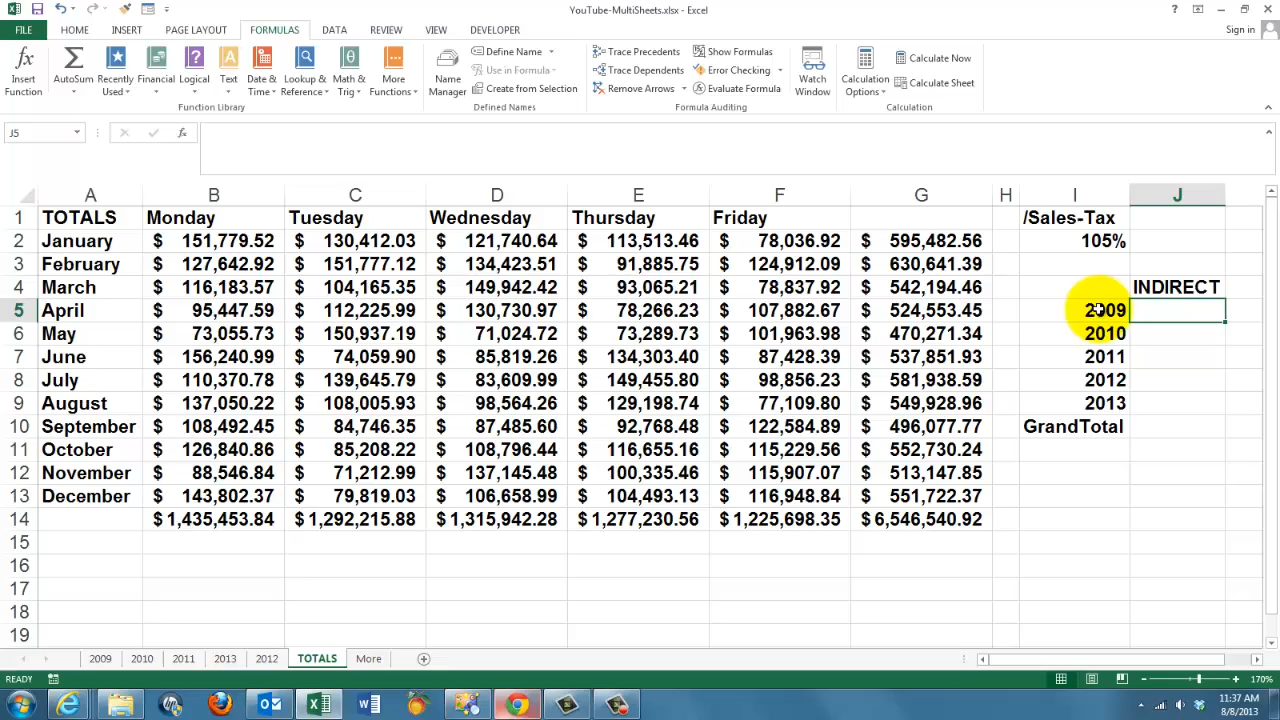 YouTube-MultiSheets.xlsx - Excel
FILE HOME INSERT PAGE LAYOUT FORMULAS DATA REVIEW VIEW DEVELOPER Sign in
Insert Function
AutoSum
Recently Used
Financial
Logical
Text
Date & Time
Lookup & Reference
Math & Trig
More Functions
Function Library
Name Manager
Define Name
Use in Formula
Create from Selection
Defined Names
Trace Precedents
Trace Dependents
Remove Arrows
Show Formulas
Error Checking
Evaluate Formula
Formula Auditing
Watch Window
Calculation Options
Calculate Now
Calculate Sheet
Calculation
J5 fx
A B C D E F G H I J
1 TOTALS Monday Tuesday Wednesday Thursday Friday /Sales-Tax
2 January $ 151,779.52 $ 130,412.03 $ 121,740.64 $ 113,513.46 $ 78,036.92 $ 595,482.56 105%
3 February $ 127,642.92 $ 151,777.12 $ 134,423.51 $ 91,885.75 $ 124,912.09 $ 630,641.39
4 March $ 116,183.57 $ 104,165.35 $ 149,942.42 $ 93,065.21 $ 78,837.92 $ 542,194.46 INDIRECT
5 April $ 95,447.59 $ 112,225.99 $ 130,730.97 $ 78,266.23 $ 107,882.67 $ 524,553.45 2009
6 May $ 73,055.73 $ 150,937.19 $ 71,024.72 $ 73,289.73 $ 101,963.98 $ 470,271.34 2010
7 June $ 156,240.99 $ 74,059.90 $ 85,819.26 $ 134,303.40 $ 87,428.39 $ 537,851.93 2011
8 July $ 110,370.78 $ 139,645.79 $ 83,609.99 $ 149,455.80 $ 98,856.23 $ 581,938.59 2012
9 August $ 137,050.22 $ 108,005.93 $ 98,564.26 $ 129,198.74 $ 77,109.80 $ 549,928.96 2013
10 September $ 108,492.45 $ 84,746.35 $ 87,485.60 $ 92,768.48 $ 122,584.89 $ 496,077.77 GrandTotal
11 October $ 126,840.86 $ 85,208.22 $ 108,796.44 $ 116,655.16 $ 115,229.56 $ 552,730.24
12 November $ 88,546.84 $ 71,212.99 $ 137,145.48 $ 100,335.46 $ 115,907.07 $ 513,147.85
13 December $ 143,802.37 $ 79,819.03 $ 106,658.99 $ 104,493.13 $ 116,948.84 $ 551,722.37
14 $ 1,435,453.84 $ 1,292,215.88 $ 1,315,942.28 $ 1,277,230.56 $ 1,225,698.35 $ 6,546,540.92
15
16
17
18
19
2009 2010 2011 2013 2012 TOTALS More
READY 170%
11:37 AM
8/8/2013